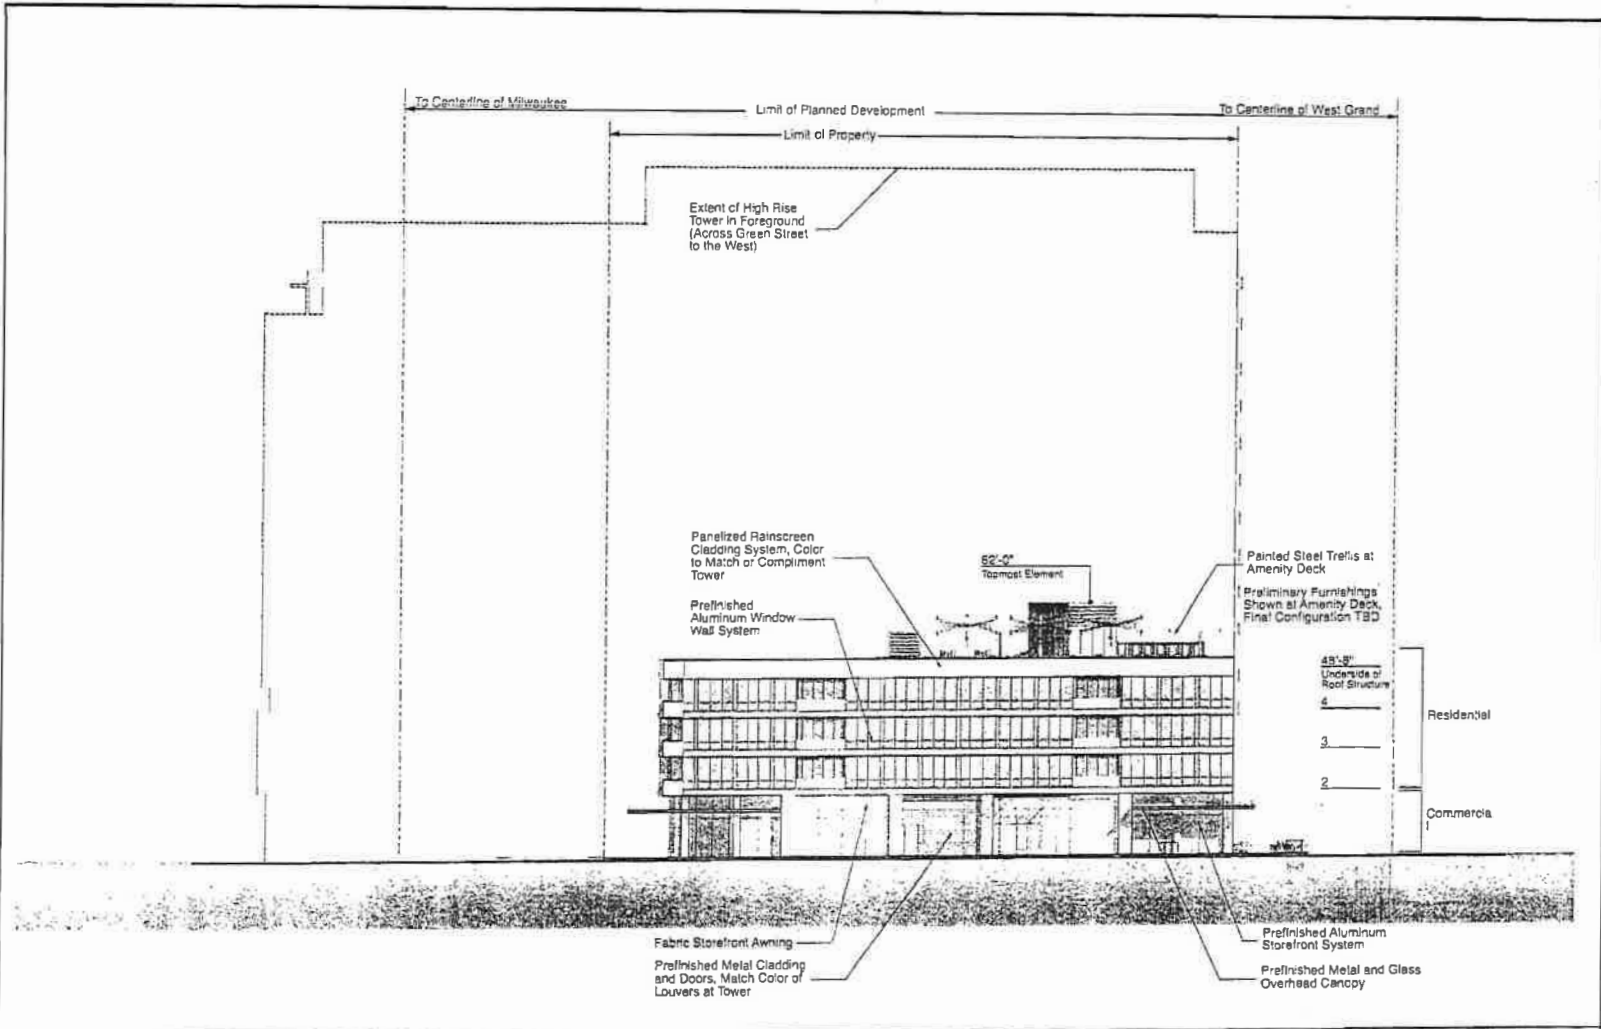 To Centerline of Milwaukee
Limit of Planned Development
To Centerline of West Grand
Limit of Property
Extent of High Rise
Tower in Foreground
(Across Green Street
to the West)
Panelized Rainscreen
Cladding System, Color
to Match or Compliment
Tower
62'-0"
Topmost Element
Painted Steel Trellis at
Amenity Deck
Prefinished
Aluminum Window
Wall System
Preliminary Furnishings
Shown at Amenity Deck,
Final Configuration TBD
48'-8"
Underside of
Roof Structure
4
Residential
3
2
Commercia
l
Fabric Storefront Awning
Prefinished Metal Cladding
and Doors, Match Color of
Louvers at Tower
Prefinished Aluminum
Storefront System
Prefinished Metal and Glass
Overhead Canopy